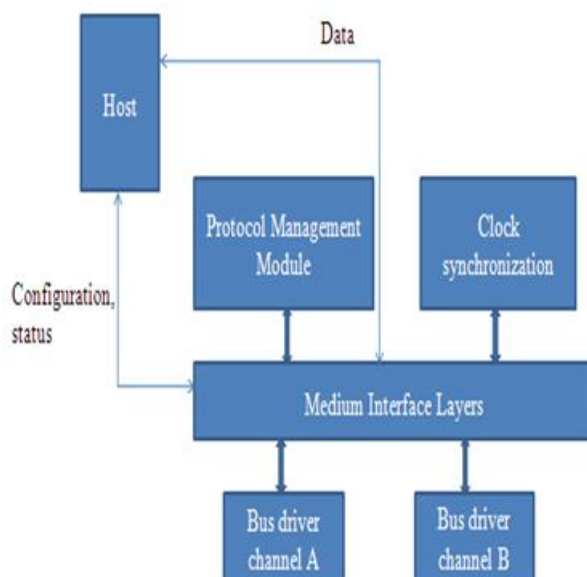 Data
Host
Protocol Management
Module
Clock
synchronization
Configuration,
status
Medium Interface Layers
Bus driver
channel A
Bus driver
channel B